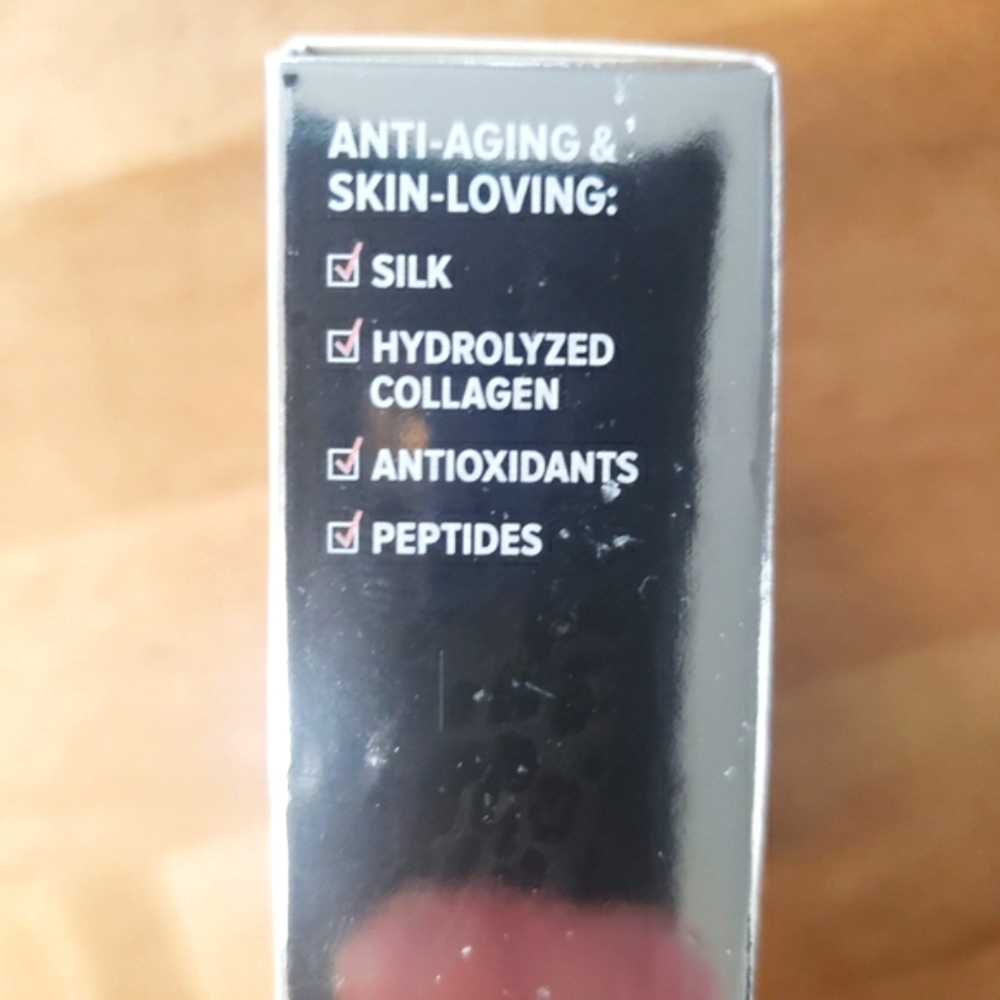 ANTI-AGING &
SKIN-LOVING:
SILK
HYDROLYZED
COLLAGEN
ANTIOXIDANTS
PEPTIDES